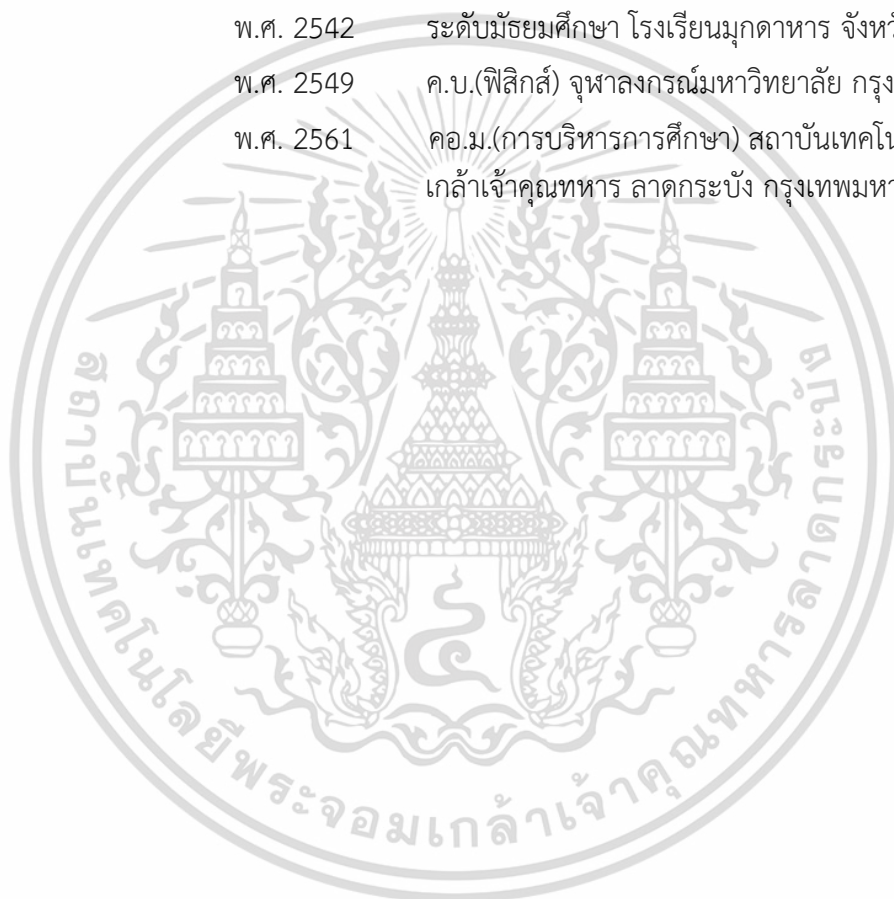 พ.ศ. 2542 ระดับมัธยมศึกษา โรงเรียนมุกดาหาร
พ.ศ. 2549 ค.บ.(ฟิสิกส์) จุฬาลงกรณ์มหาวิทยาลัย
พ.ศ. 2561 คอ.ม.(การบริหารการศึกษา)
เกล้าเจ้าคุณทหาร ลาดกระบัง
สถาบันเทคโนโลยีพระจอมเกล้าเจ้าคุณทหารลาดกระบัง
๔